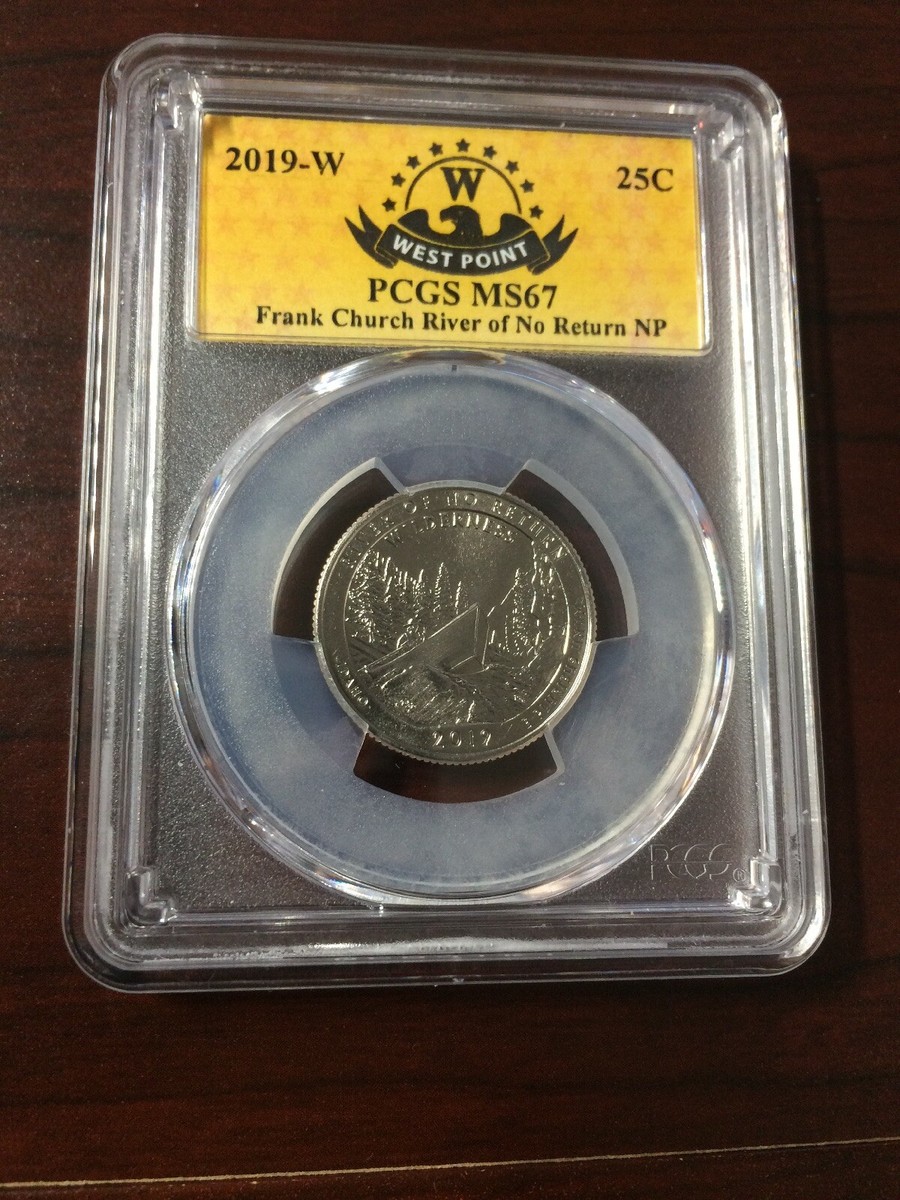 2019-W
W
25C
WEST POINT
PCGS MS67
Frank Church River of No Return NP
RIVER OF NO RETURN
WILDERNESS
2019
PCGS®